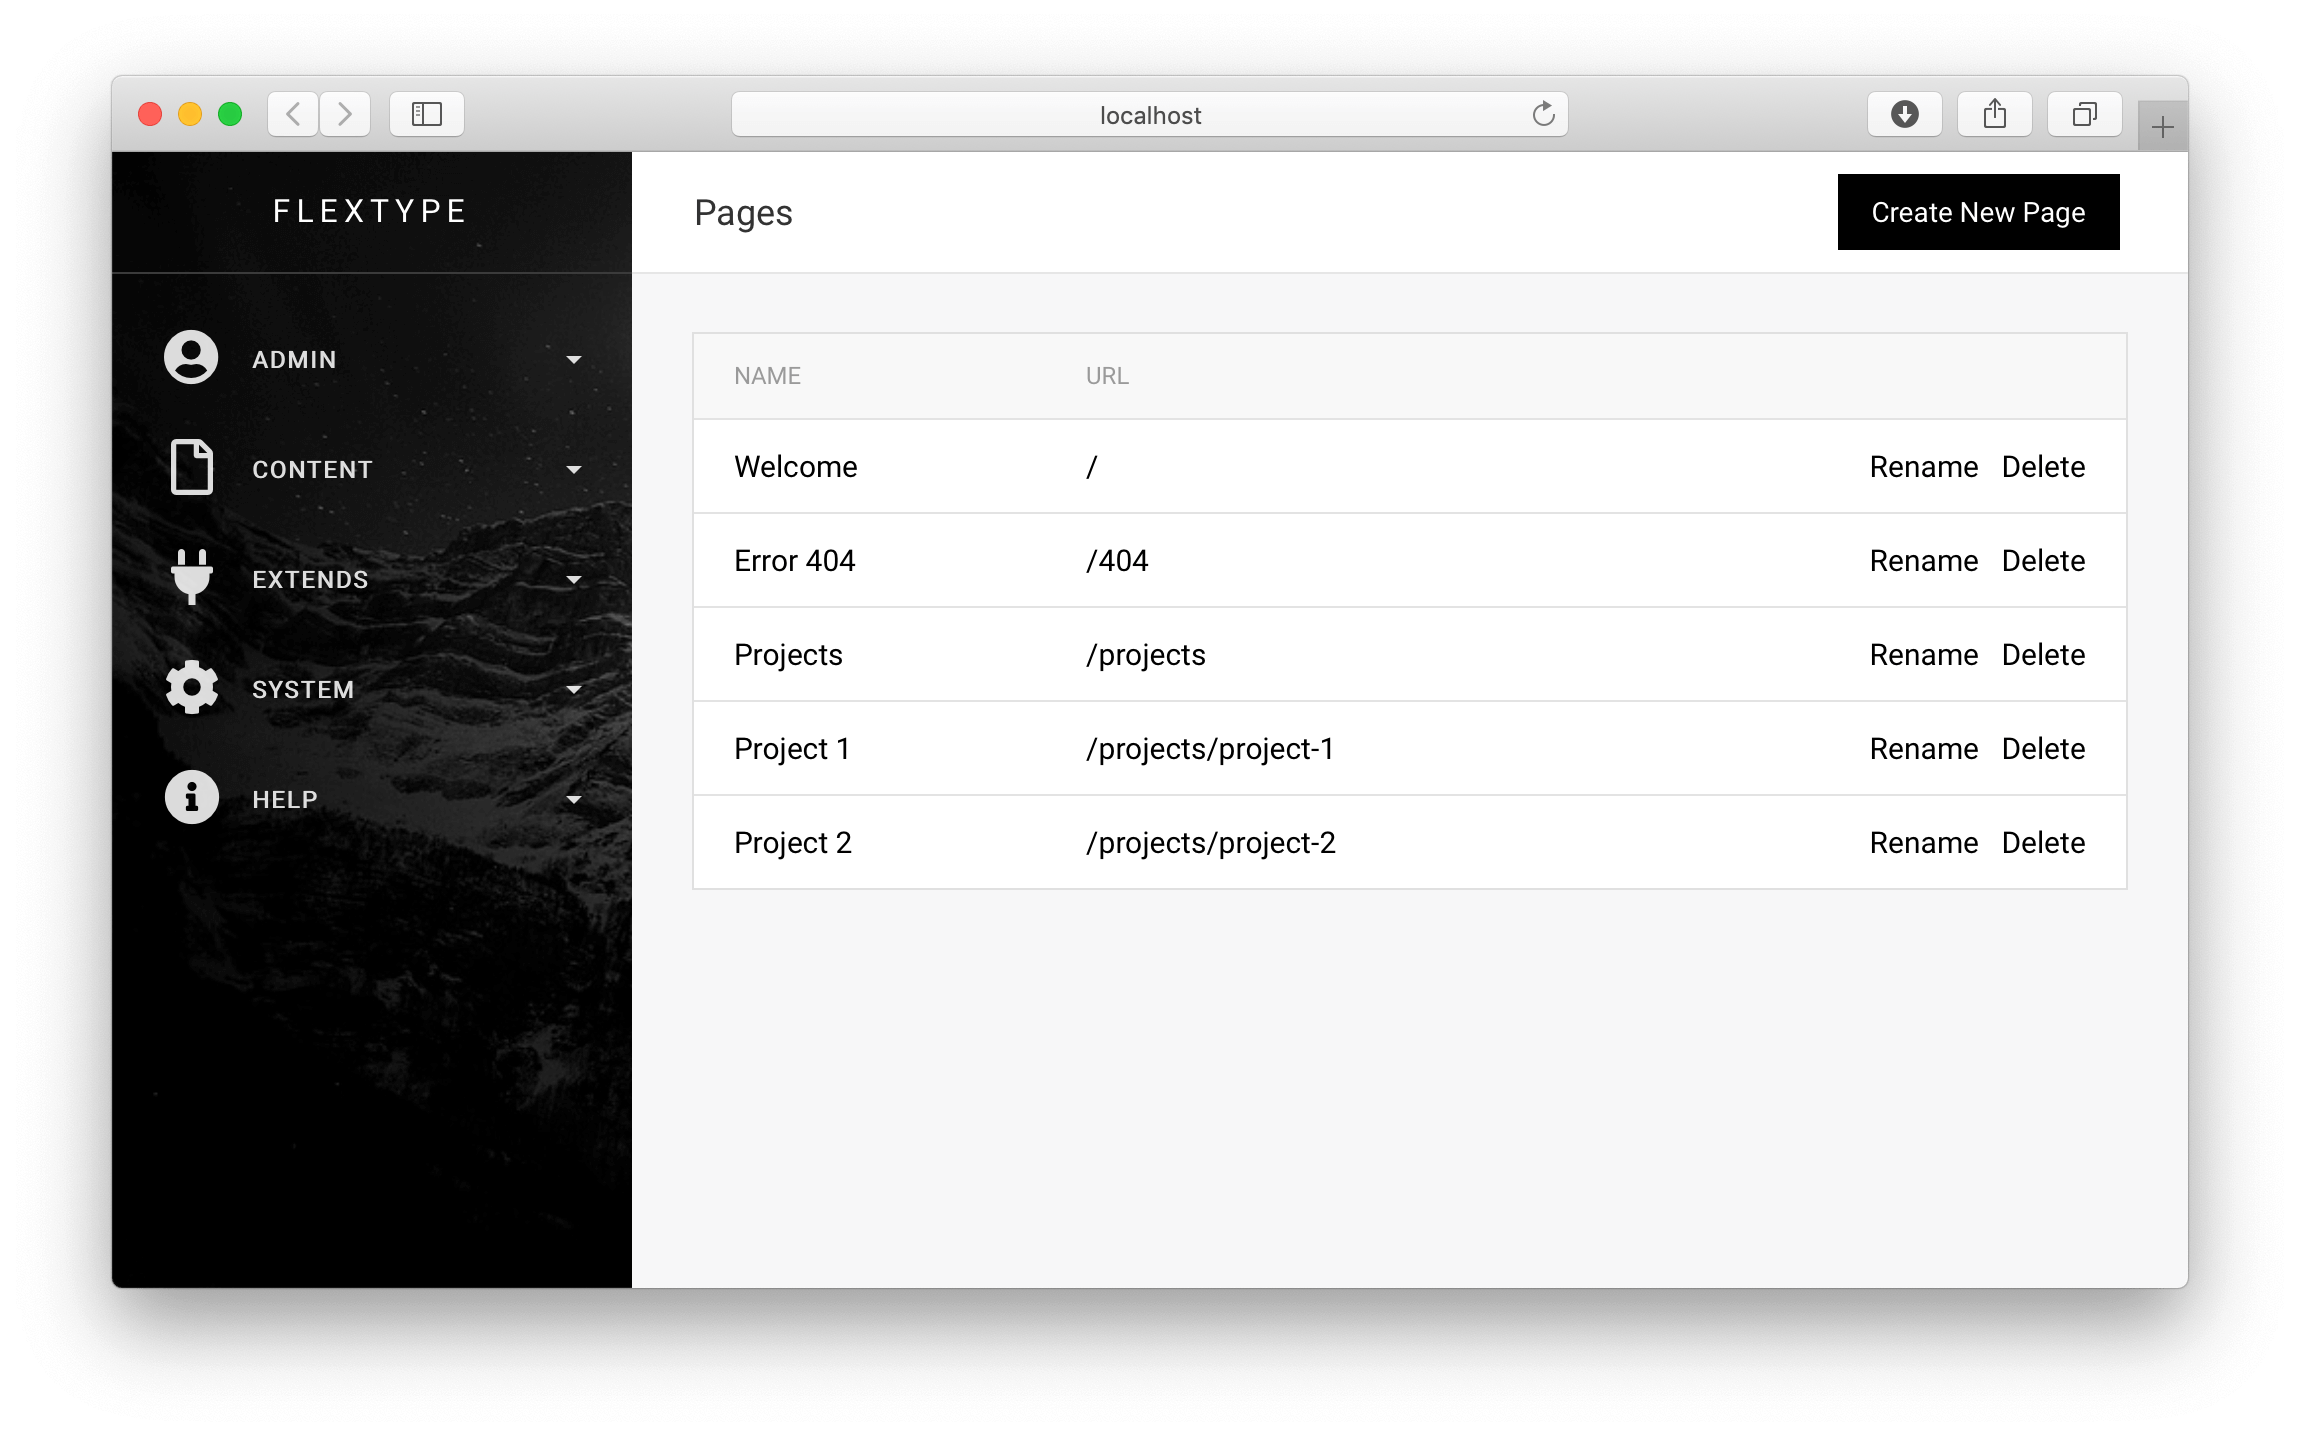 localhost
FLEXTYPE
Pages
Create New Page
ADMIN
CONTENT
EXTENDS
SYSTEM
HELP
NAME URL
Welcome / Rename Delete
Error 404 /404 Rename Delete
Projects /projects Rename Delete
Project 1 /projects/project-1 Rename Delete
Project 2 /projects/project-2 Rename Delete